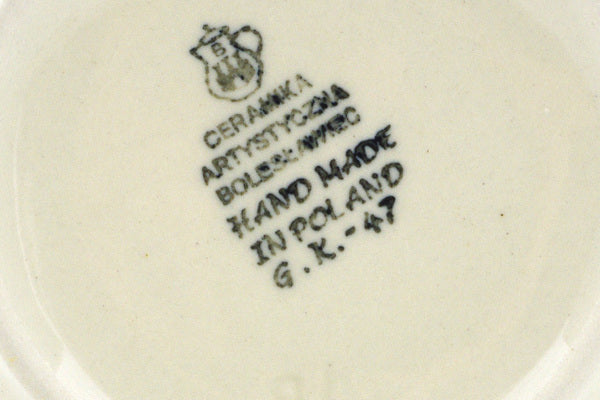 B
CERAMIKA
ARTYSTYCZNA
BOLESŁAWIEC
HAND MADE
IN POLAND
G.K.-47